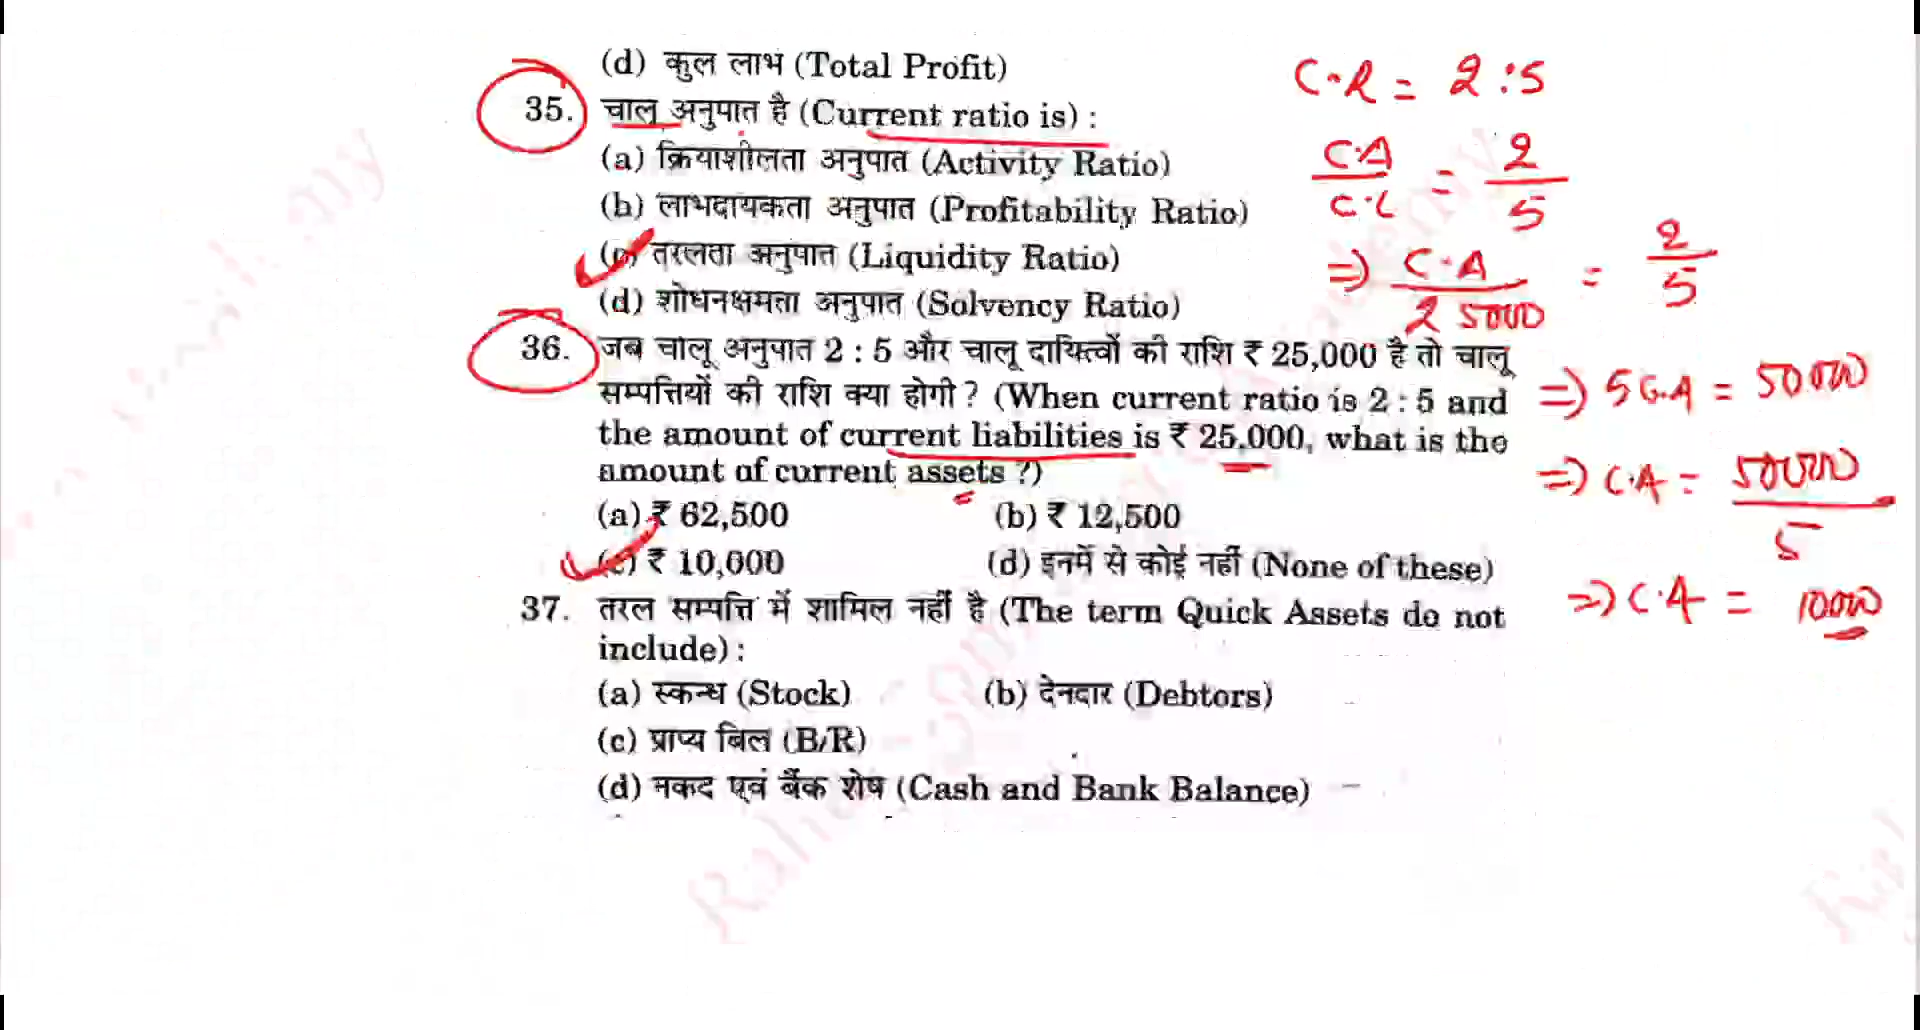 (d) कुल लाभ (Total Profit)
35. चालू अनुपात है (Current ratio is) :
(a) क्रियाशीलता अनुपात (Activity Ratio)
(b) लाभदायकता अनुपात (Profitability Ratio)
(c) तरलता अनुपात (Liquidity Ratio)
(d) शोधनक्षमता अनुपात (Solvency Ratio)
36. जब चालू अनुपात 2 : 5 और चालू दायित्वों की राशि ₹ 25,000 है तो चालू
सम्पत्तियों की राशि क्या होगी ? (When current ratio is 2 : 5 and
the amount of current liabilities is ₹ 25,000, what is the
amount of current assets ?)
(a) ₹ 62,500 (b) ₹ 12,500
(c) ₹ 10,000 (d) इनमें से कोई नहीं (None of these)
37. तरल सम्पत्ति में शामिल नहीं है (The term Quick Assets do not
include) :
(a) स्कन्ध (Stock) (b) देनदार (Debtors)
(c) प्राप्य बिल (B/R)
(d) नकद एवं बैंक शेष (Cash and Bank Balance)
C.R = 2 : 5
C.A / C.L = 2 / 5
⇒ C.A / 25000 = 2 / 5
⇒ 5 C.A = 50000
⇒ C.A = 50000 / 5
⇒ C.A = 10000